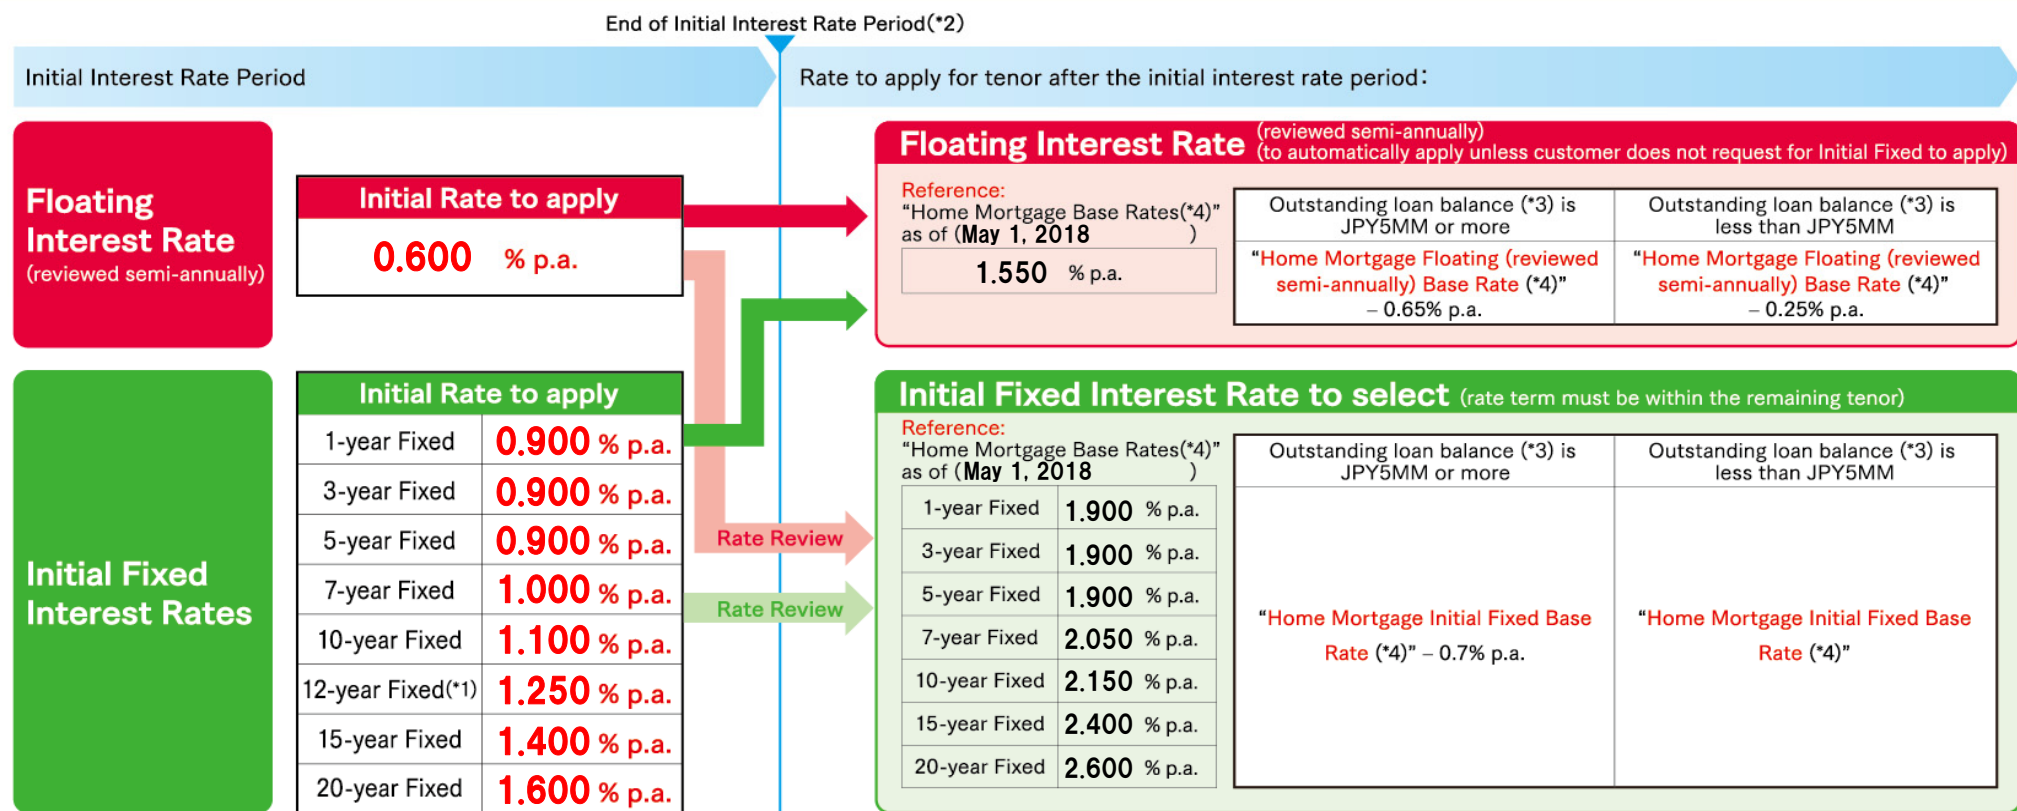 End of Initial Interest Rate Period(*2)
Initial Interest Rate Period
Rate to apply for tenor after the initial interest rate period:
Floating
Interest Rate
(reviewed semi-annually)
Initial Rate to apply
0.600 % p.a.
Floating Interest Rate (reviewed semi-annually)
(to automatically apply unless customer does not request for Initial Fixed to apply)
Reference:
"Home Mortgage Base Rates(*4)"
as of (May 1, 2018 )
1.550 % p.a.
Outstanding loan balance (*3) is
JPY5MM or more
Outstanding loan balance (*3) is
less than JPY5MM
"Home Mortgage Floating (reviewed
semi-annually) Base Rate (*4)"
– 0.65% p.a.
"Home Mortgage Floating (reviewed
semi-annually) Base Rate (*4)"
– 0.25% p.a.
Initial Fixed
Interest Rates
Initial Rate to apply
1-year Fixed 0.900 % p.a.
3-year Fixed 0.900 % p.a.
5-year Fixed 0.900 % p.a.
7-year Fixed 1.000 % p.a.
10-year Fixed 1.100 % p.a.
12-year Fixed(*1) 1.250 % p.a.
15-year Fixed 1.400 % p.a.
20-year Fixed 1.600 % p.a.
Rate Review
Rate Review
Initial Fixed Interest Rate to select (rate term must be within the remaining tenor)
Reference:
"Home Mortgage Base Rates(*4)"
as of (May 1, 2018 )
1-year Fixed 1.900 % p.a.
3-year Fixed 1.900 % p.a.
5-year Fixed 1.900 % p.a.
7-year Fixed 2.050 % p.a.
10-year Fixed 2.150 % p.a.
15-year Fixed 2.400 % p.a.
20-year Fixed 2.600 % p.a.
Outstanding loan balance (*3) is
JPY5MM or more
Outstanding loan balance (*3) is
less than JPY5MM
"Home Mortgage Initial Fixed Base
Rate (*4)" – 0.7% p.a.
"Home Mortgage Initial Fixed Base
Rate (*4)"